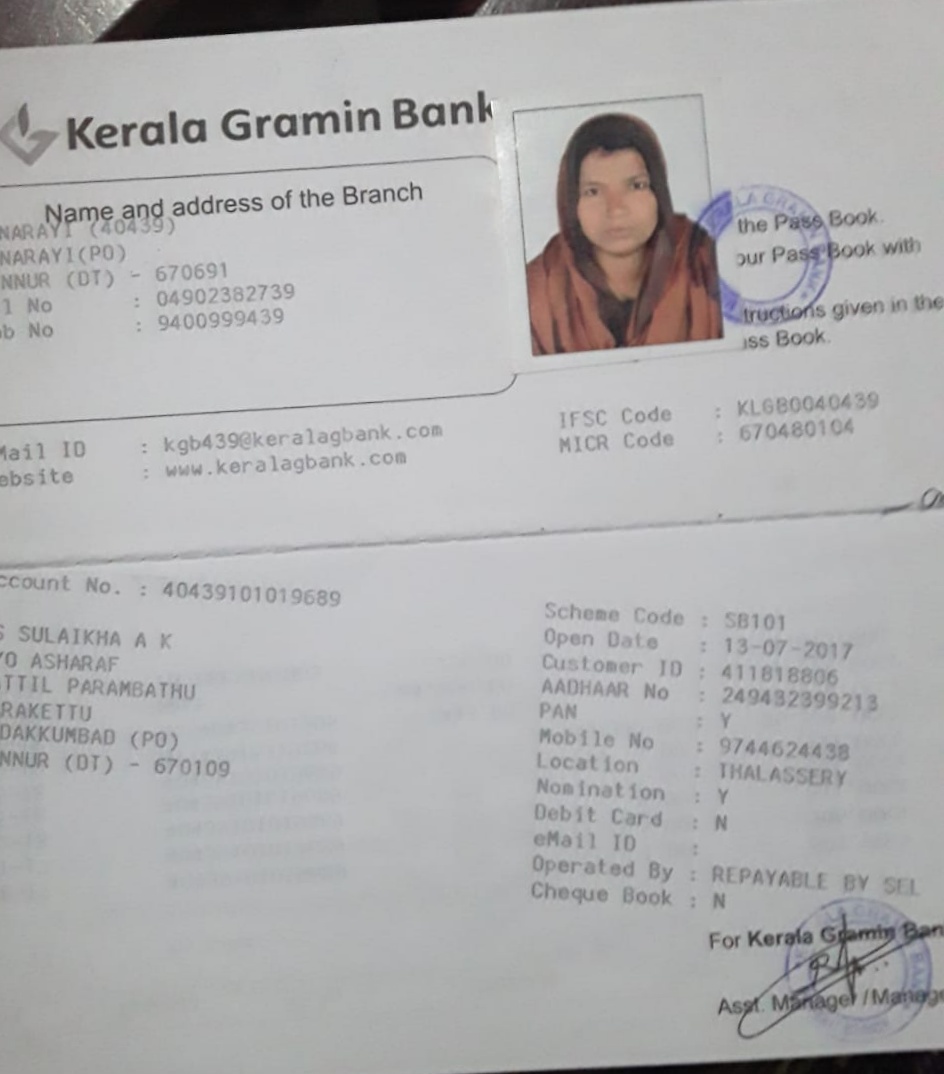 Kerala Gramin Bank
Name and address of the Branch
NARAYI (40439)
NARAYI(PO)
NNUR (DT) - 670691
l No : 04902382739
ob No : 9400999439
the Pass Book.
our Pass Book with
tructions given in the
ass Book.
Mail ID : kgb439@keralagbank.com
ebsite : www.keralagbank.com
IFSC Code : KLGB0040439
MICR Code : 670480104
ccount No. : 40439101019689
S SULAIKHA A K
/O ASHARAF
TTIL PARAMBATHU
RAKETTU
DAKKUMBAD (PO)
NNUR (DT) - 670109
Scheme Code : SB101
Open Date : 13-07-2017
Customer ID : 411818806
AADHAAR No : 249432399213
PAN : Y
Mobile No : 9744624438
Location : THALASSERY
Nomination : Y
Debit Card : N
eMail ID :
Operated By : REPAYABLE BY SEL
Cheque Book : N
For Kerala Gramin Ban
Asst. Manager / Manage